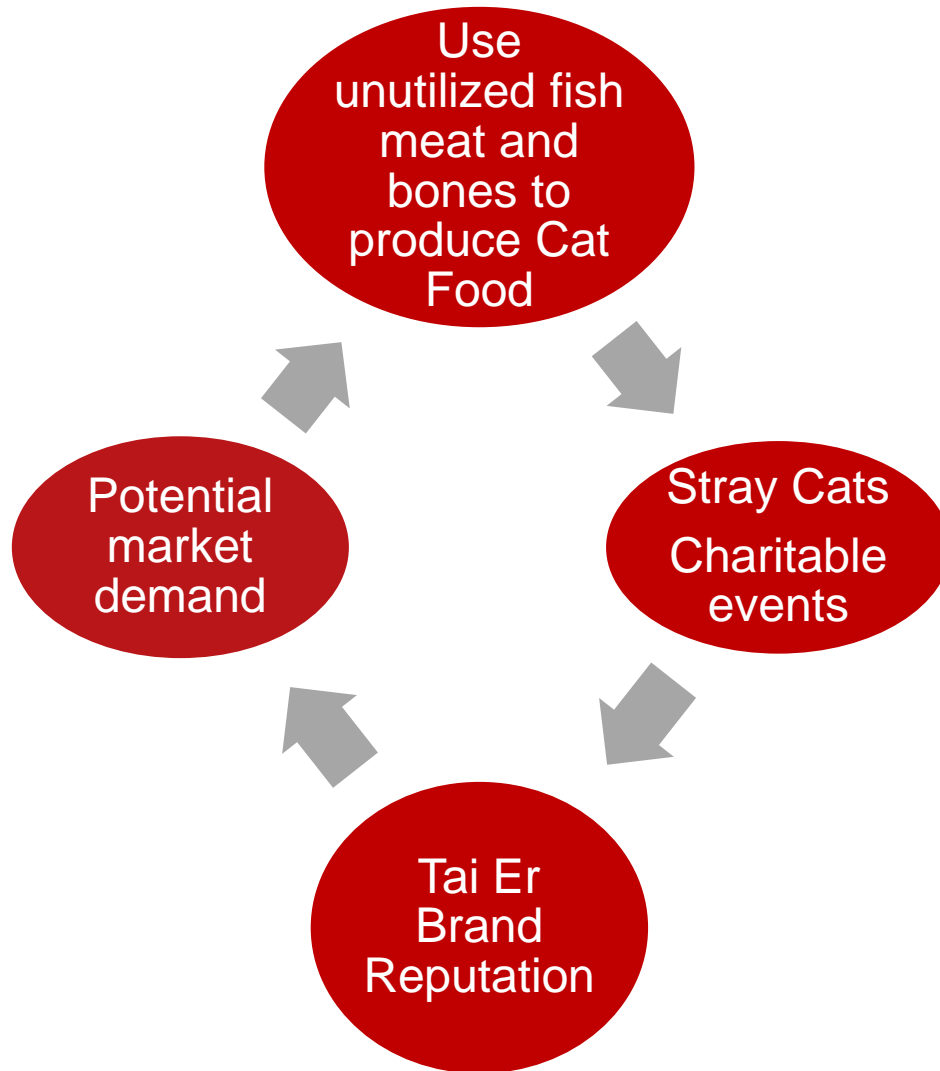 Use
unutilized fish
meat and
bones to
produce Cat
Food
Stray Cats
Charitable
events
Tai Er
Brand
Reputation
Potential
market
demand